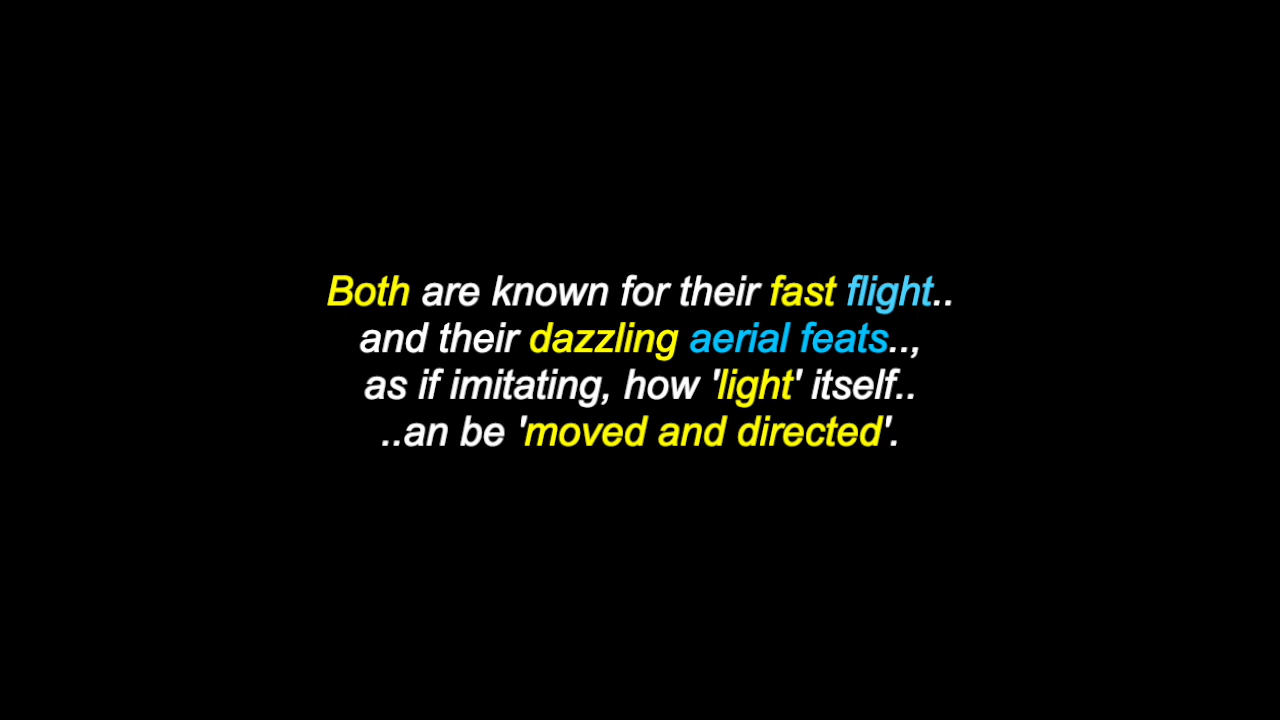 Both are known for their fast flight..
and their dazzling aerial feats..,
as if imitating, how 'light' itself..
..an be 'moved and directed'.